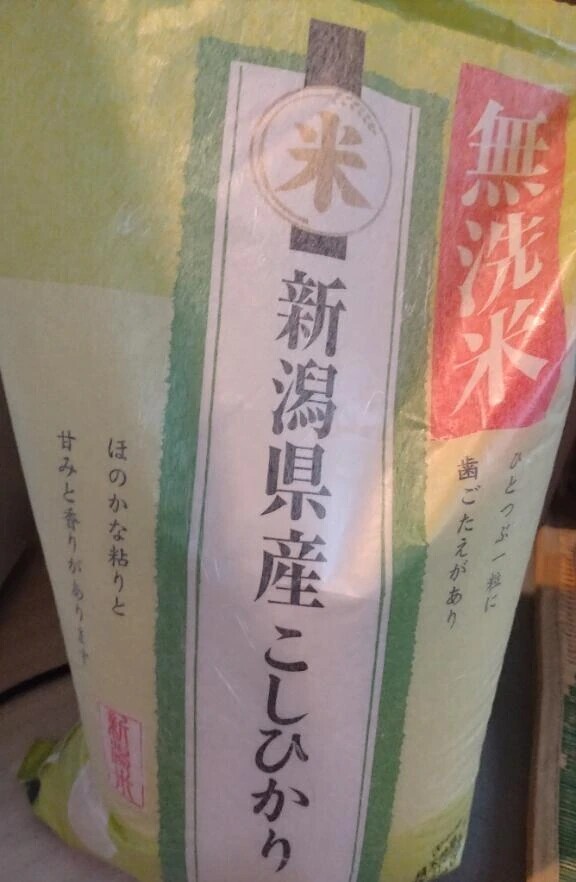 米
新潟県産こしひかり
無洗米
ひとつぶ一粒に
歯ごたえがあり
ほのかな粘りと
甘みと香りがあります
新潟米